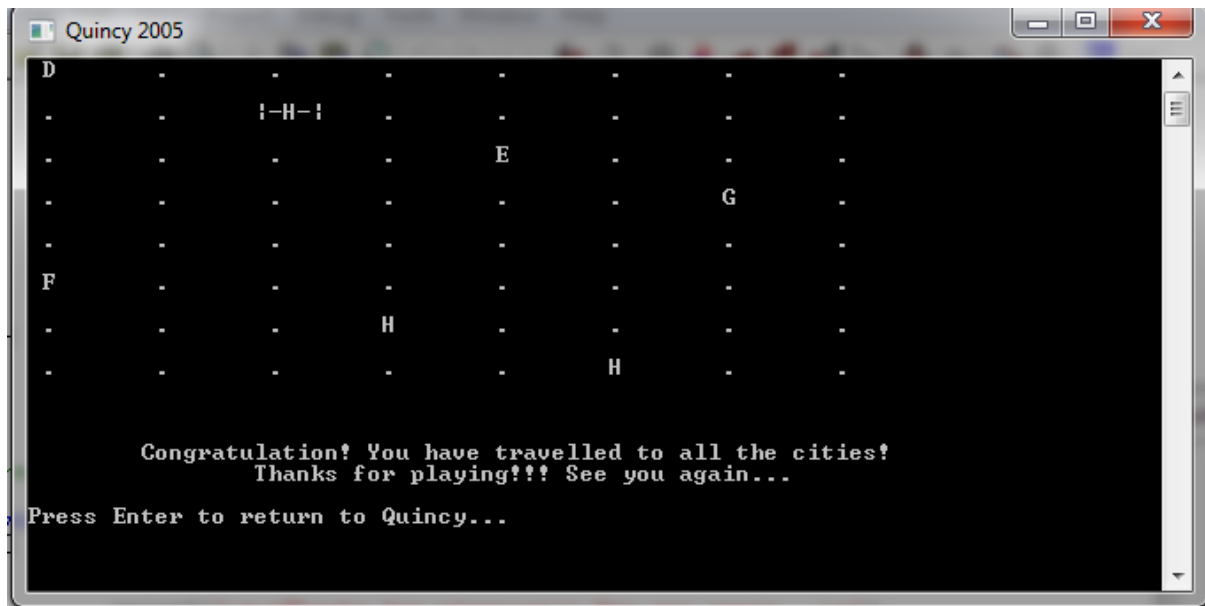 Quincy 2005
D . . . . . . .
. . |-H-| . . . . .
. . . . E . . .
. . . . . . G .
. . . . . . . .
F . . . . . . .
. . . H . . . .
. . . . . H . .
Congratulation! You have travelled to all the cities!
Thanks for playing!!! See you again...
Press Enter to return to Quincy...